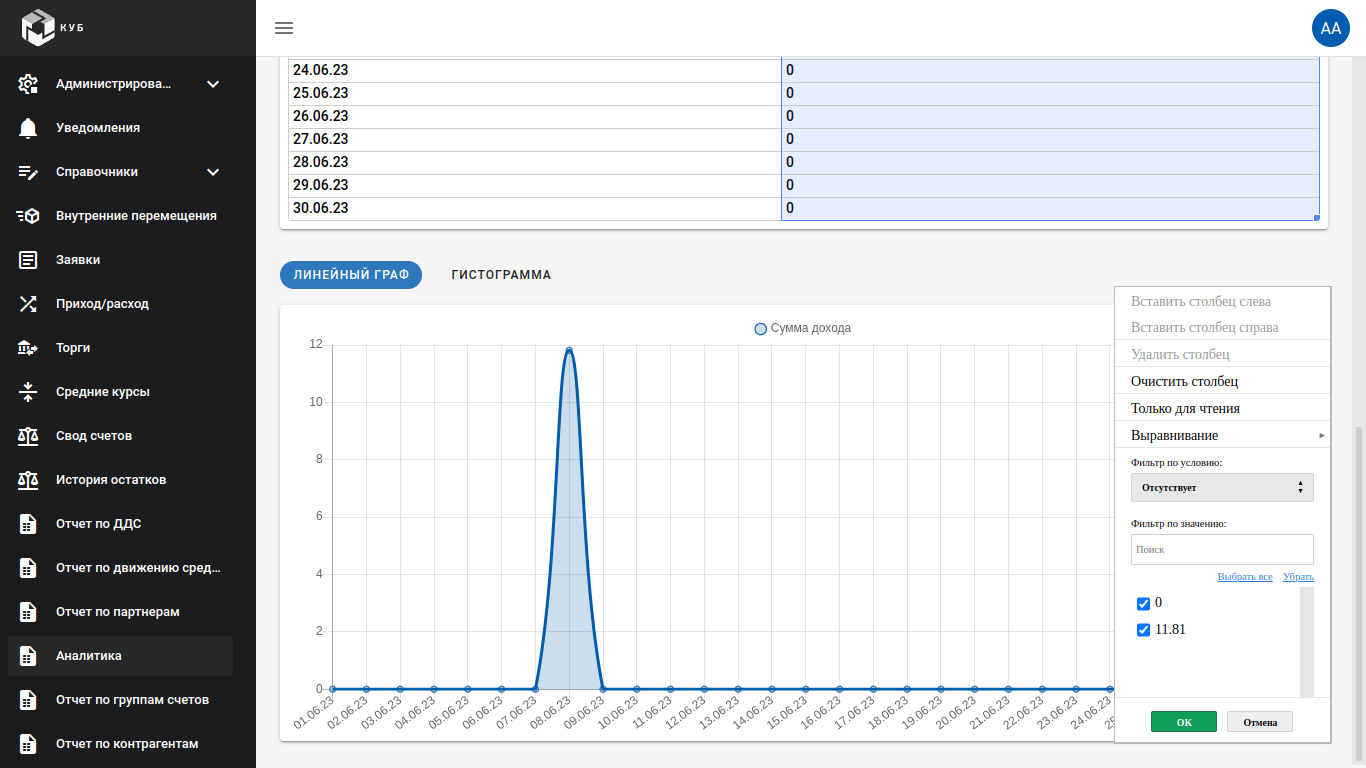 КУБ
АА
Администрирова...
Уведомления
Справочники
Внутренние перемещения
Заявки
Приход/расход
Торги
Средние курсы
Свод счетов
История остатков
Отчет по ДДС
Отчет по движению сред...
Отчет по партнерам
Аналитика
Отчет по группам счетов
Отчет по контрагентам
24.06.23 0
25.06.23 0
26.06.23 0
27.06.23 0
28.06.23 0
29.06.23 0
30.06.23 0
ЛИНЕЙНЫЙ ГРАФ ГИСТОГРАММА
Сумма дохода
12
10
8
6
4
2
0
01.06.23 02.06.23 03.06.23 04.06.23 05.06.23 06.06.23 07.06.23 08.06.23 09.06.23 10.06.23 11.06.23 12.06.23 13.06.23 14.06.23 15.06.23 16.06.23 17.06.23 18.06.23 19.06.23 20.06.23 21.06.23 22.06.23 23.06.23 24.06.23
Вставить столбец слева
Вставить столбец справа
Удалить столбец
Очистить столбец
Только для чтения
Выравнивание
Фильтр по условию:
Отсутствует
Фильтр по значению:
Поиск
Выбрать все Убрать
0
11.81
OK Отмена